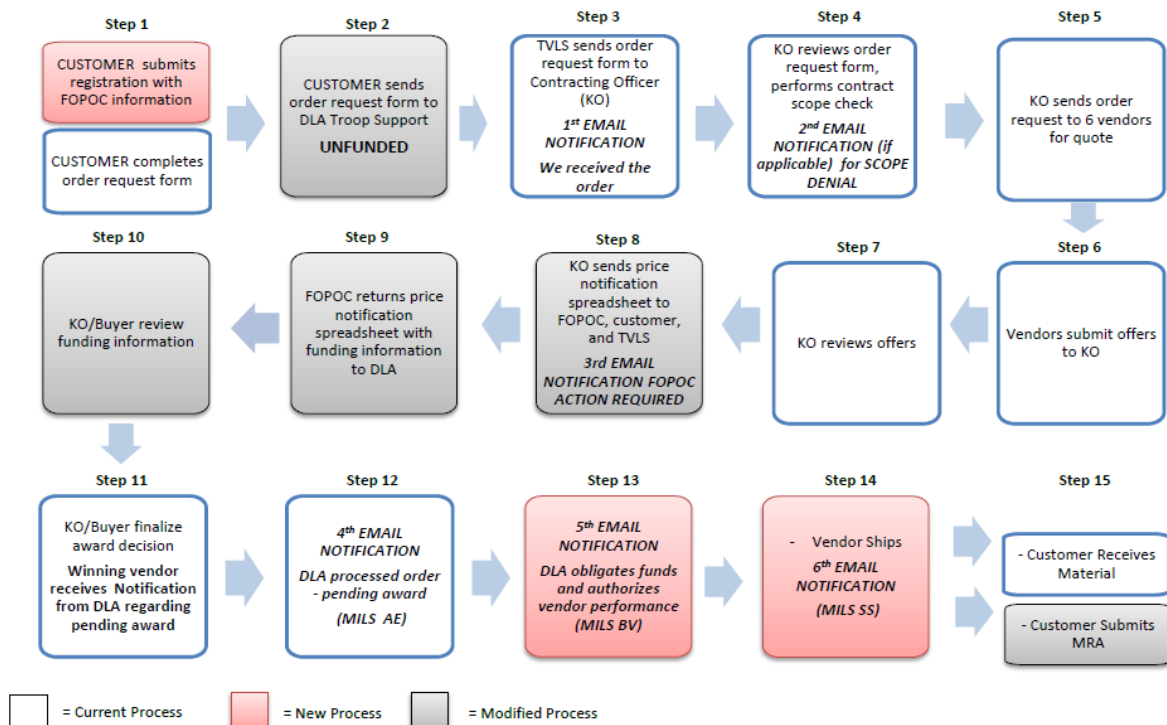 Step 1
CUSTOMER submits
registration with
FOPOC information
CUSTOMER completes
order request form
Step 2
CUSTOMER sends
order request form to
DLA Troop Support
UNFUNDED
Step 3
TVLS sends order
request form to
Contracting Officer
(KO)
1st EMAIL
NOTIFICATION
We received the
order
Step 4
KO reviews order
request form,
performs contract
scope check
2nd EMAIL
NOTIFICATION (if
applicable) for SCOPE
DENIAL
Step 5
KO sends order
request to 6 vendors
for quote
Step 6
Vendors submit offers
to KO
Step 7
KO reviews offers
Step 8
KO sends price
notification
spreadsheet to
FOPOC, customer,
and TVLS
3rd EMAIL
NOTIFICATION FOPOC
ACTION REQUIRED
Step 9
FOPOC returns price
notification
spreadsheet with
funding information
to DLA
Step 10
KO/Buyer review
funding information
Step 11
KO/Buyer finalize
award decision
Winning vendor
receives Notification
from DLA regarding
pending award
Step 12
4th EMAIL
NOTIFICATION
DLA processed order
- pending award
(MILS AE)
Step 13
5th EMAIL
NOTIFICATION
DLA obligates funds
and authorizes
vendor performance
(MILS BV)
Step 14
- Vendor Ships
6th EMAIL
NOTIFICATION
(MILS SS)
Step 15
- Customer Receives
Material
- Customer Submits
MRA
= Current Process
= New Process
= Modified Process